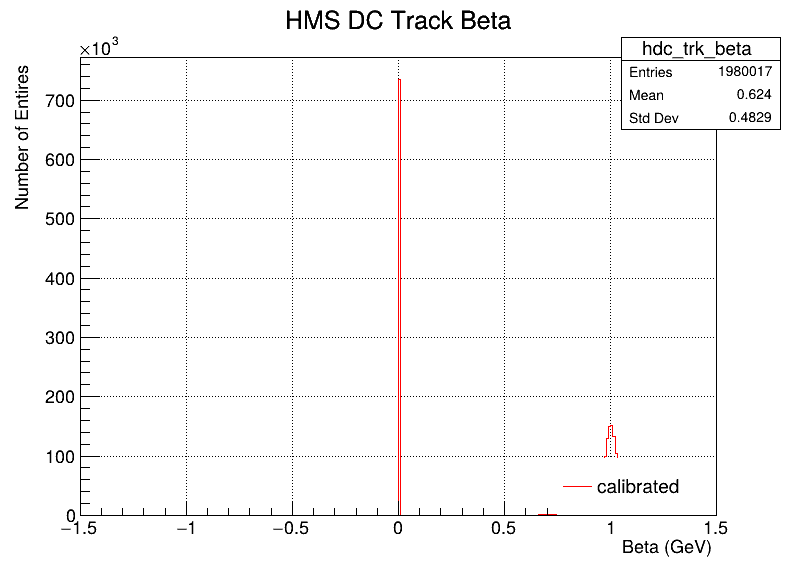 HMS DC Track Beta
×10³
hdc_trk_beta
Entries 1980017
Mean 0.624
Std Dev 0.4829
Number of Entires
700
600
500
400
300
200
100
0
calibrated
−1.5 −1 −0.5 0 0.5 1 1.5
Beta (GeV)